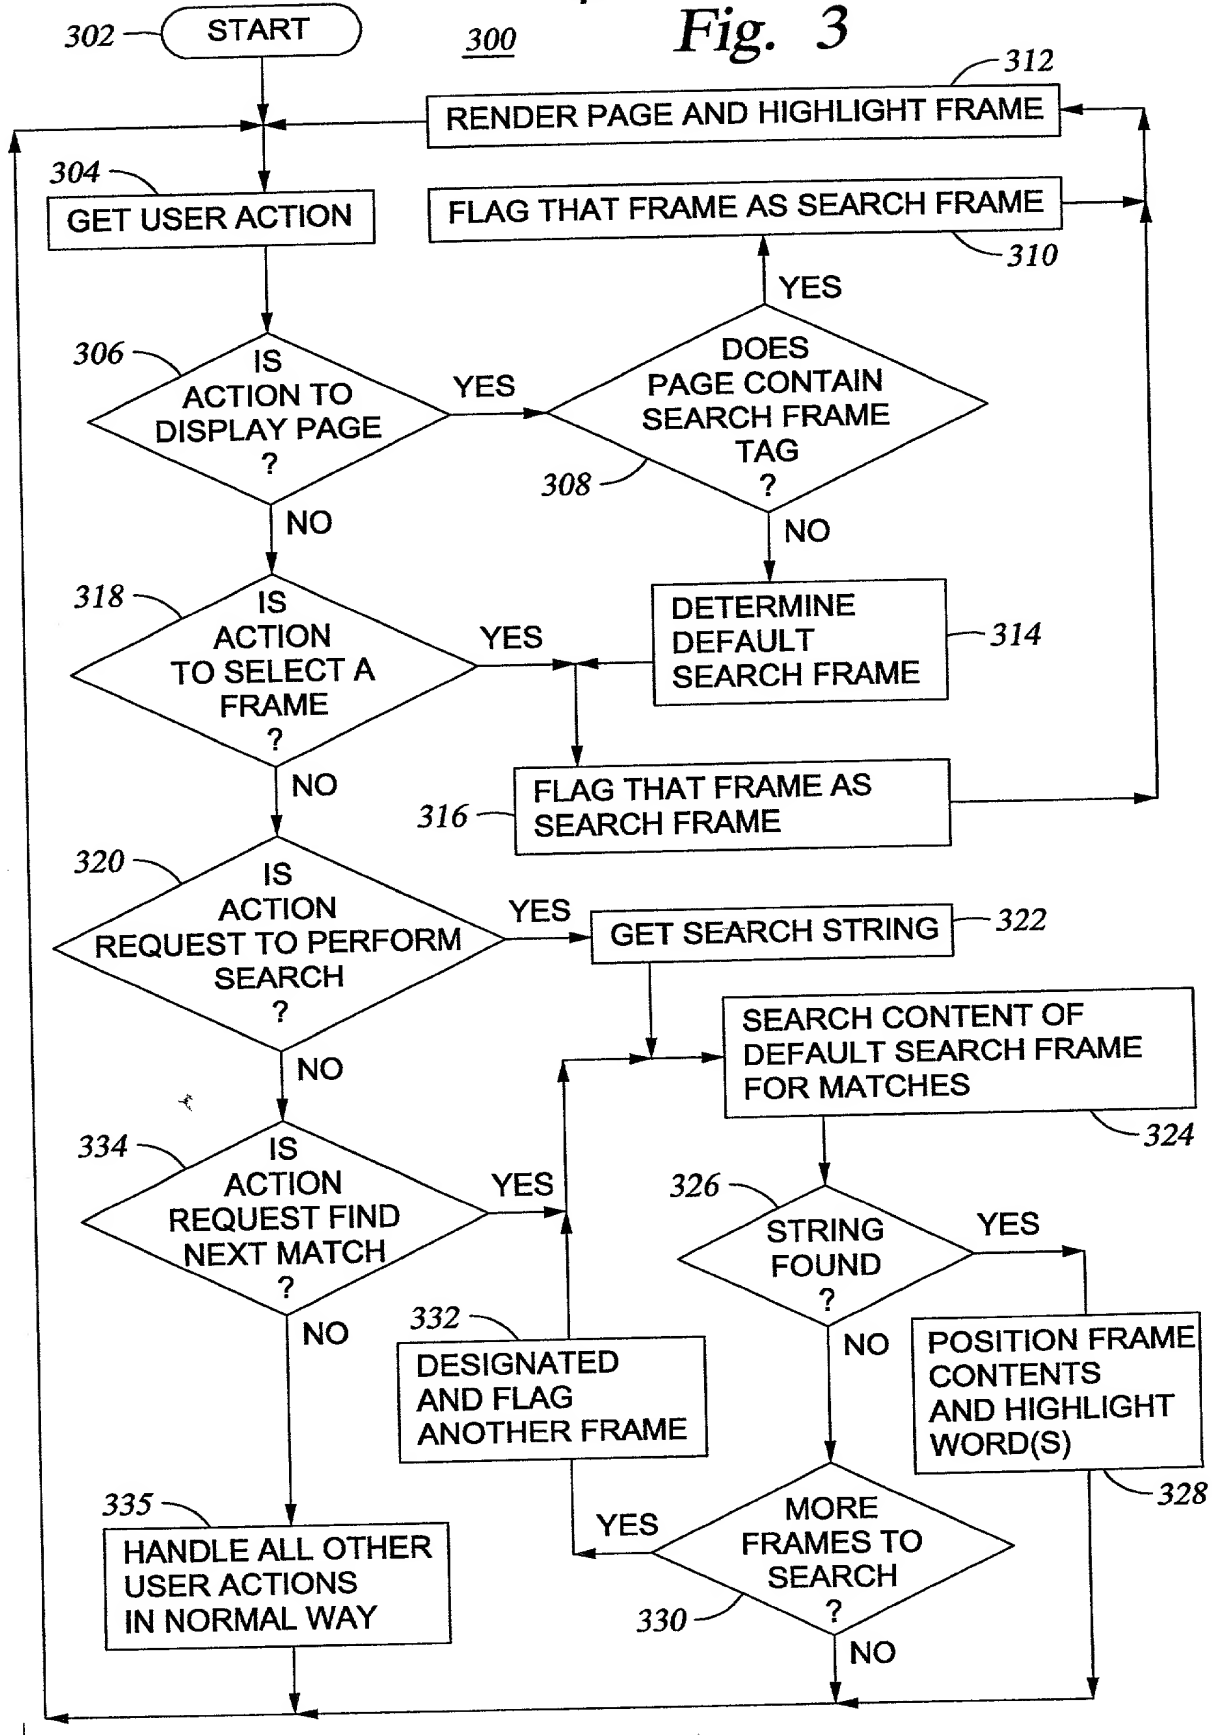 302
START
300
Fig. 3
312
RENDER PAGE AND HIGHLIGHT FRAME
304
GET USER ACTION
FLAG THAT FRAME AS SEARCH FRAME
310
YES
306
IS
ACTION TO
DISPLAY PAGE
?
YES
DOES
PAGE CONTAIN
SEARCH FRAME
TAG
?
308
NO
NO
318
IS
ACTION
TO SELECT A
FRAME
?
YES
DETERMINE
DEFAULT
SEARCH FRAME
314
NO
FLAG THAT FRAME AS
SEARCH FRAME
316
320
IS
ACTION
REQUEST TO PERFORM
SEARCH
?
YES
GET SEARCH STRING
322
SEARCH CONTENT OF
DEFAULT SEARCH FRAME
FOR MATCHES
324
NO
334
IS
ACTION
REQUEST FIND
NEXT MATCH
?
YES
326
STRING
FOUND
?
YES
NO
NO
332
DESIGNATED
AND FLAG
ANOTHER FRAME
POSITION FRAME
CONTENTS
AND HIGHLIGHT
WORD(S)
328
335
HANDLE ALL OTHER
USER ACTIONS
IN NORMAL WAY
YES
MORE
FRAMES TO
SEARCH
?
330
NO